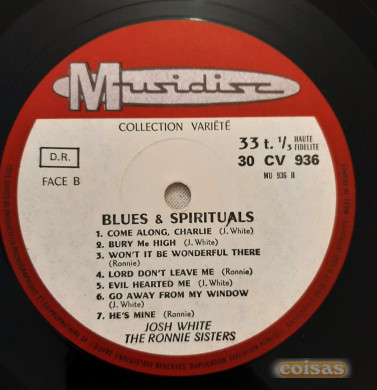 Musidisc
COLLECTION VARIÉTÉ
33 t. 1/3 HAUTE FIDELITE
D.R.
30 CV 936
MU 936 B
FACE B
BLUES & SPIRITUALS
1. COME ALONG, CHARLIE (J. White)
2. BURY Me HIGH (J. White)
3. WON'T IT BE WONDERFUL THERE
(Ronnie)
4. LORD DON'T LEAVE ME (Ronnie)
5. EVIL HEARTED ME (J. White)
6. GO AWAY FROM MY WINDOW
(J. White)
7. HE'S MINE (Ronnie)
JOSH WHITE
THE RONNIE SISTERS
coisas